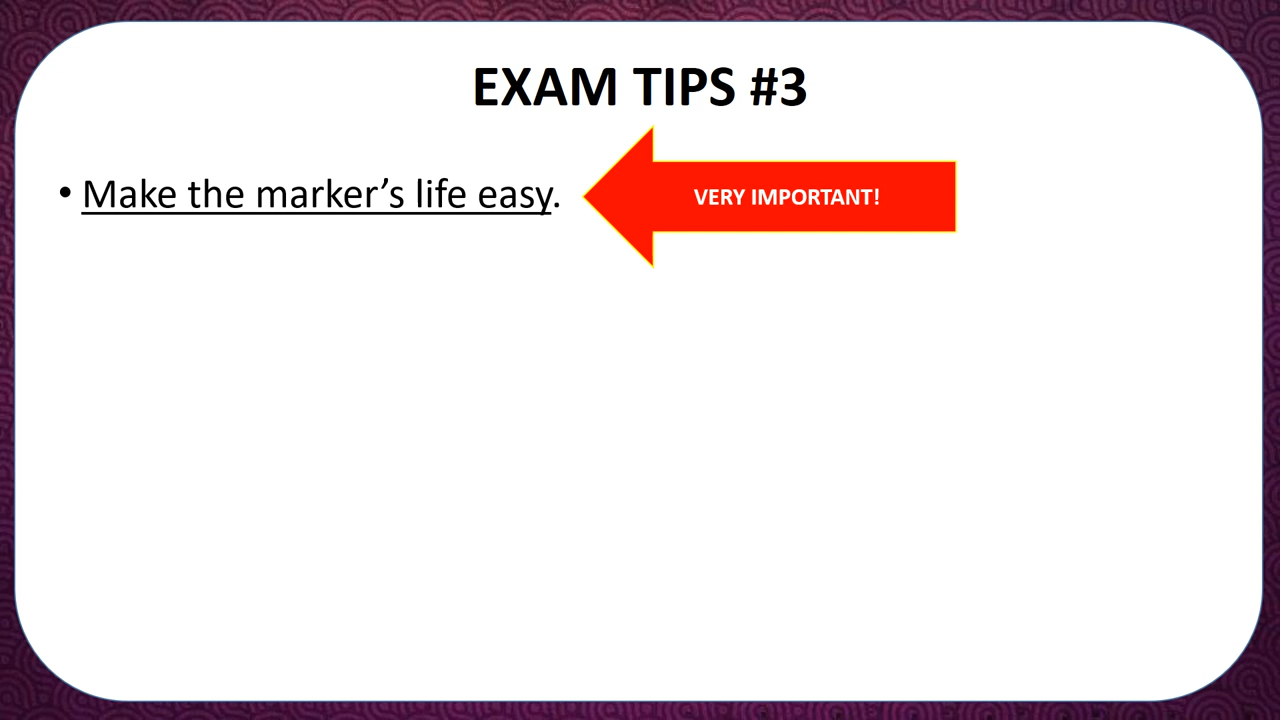 EXAM TIPS #3
• Make the marker’s life easy.
VERY IMPORTANT!